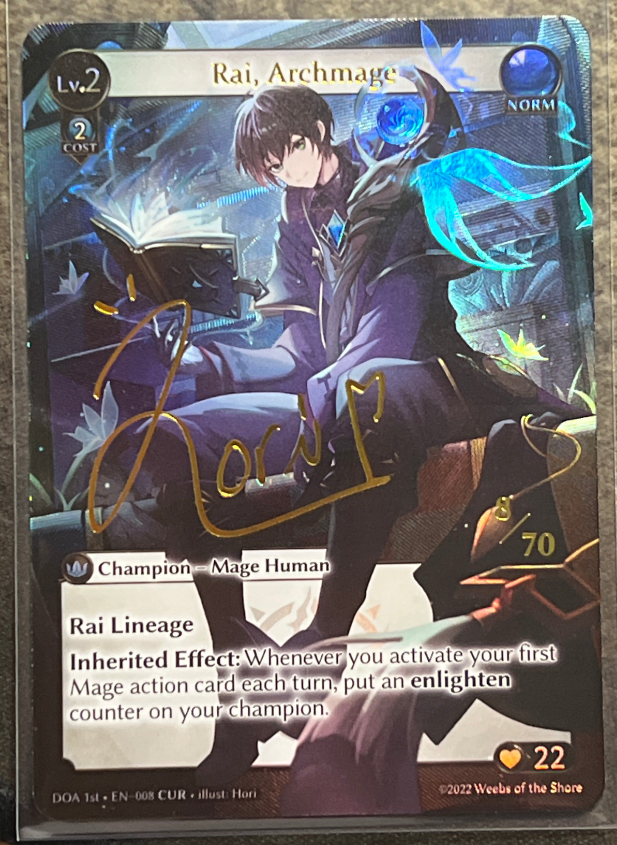 Lv.2
Rai, Archmage
NORM
2
COST
Hori
8/70
Champion – Mage Human
Rai Lineage
Inherited Effect: Whenever you activate your first
Mage action card each turn, put an enlighten
counter on your champion.
22
DOA 1st • EN-008 CUR • illust: Hori
©2022 Weebs of the Shore